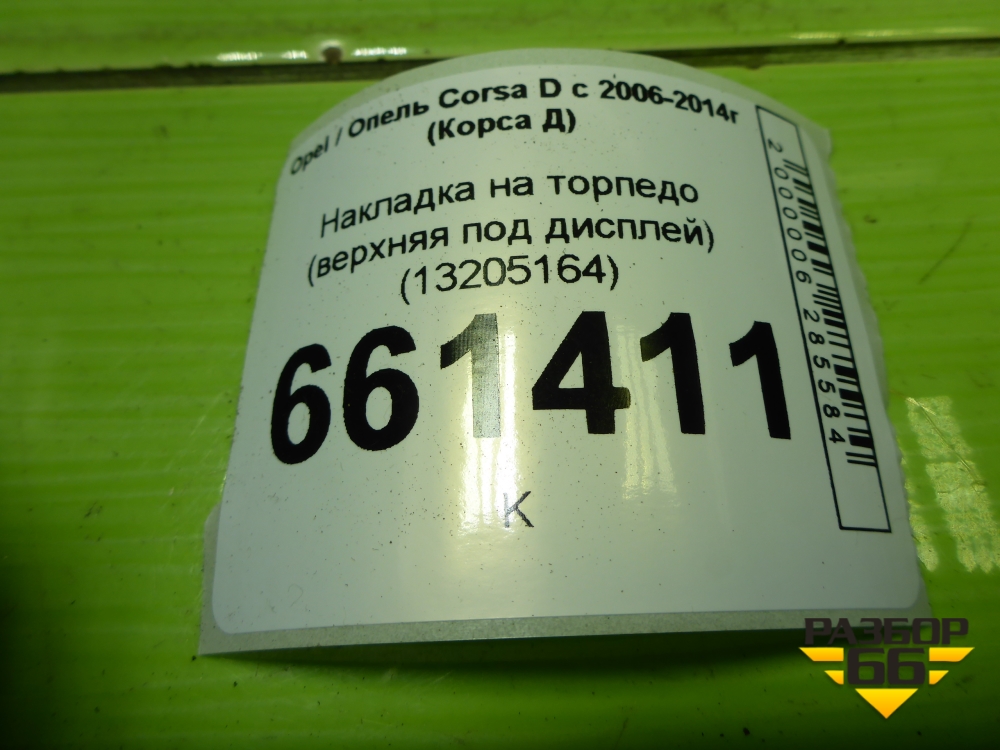 Opel / Опель Corsa D с 2006-2014г
(Корса Д)
Накладка на торпедо
(верхняя под дисплей)
(13205164)
661411
К
2000006285584
РАЗБОР
66